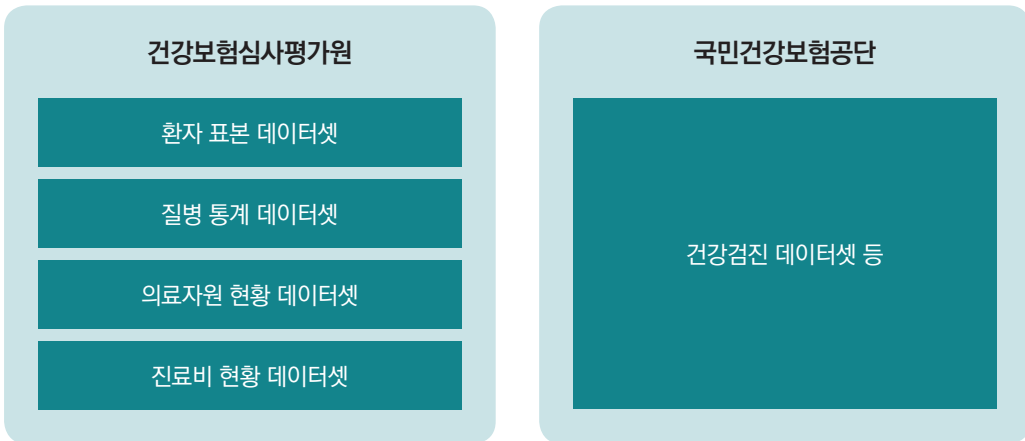 건강보험심사평가원
환자 표본 데이터셋
질병 통계 데이터셋
의료자원 현황 데이터셋
진료비 현황 데이터셋
국민건강보험공단
건강검진 데이터셋 등